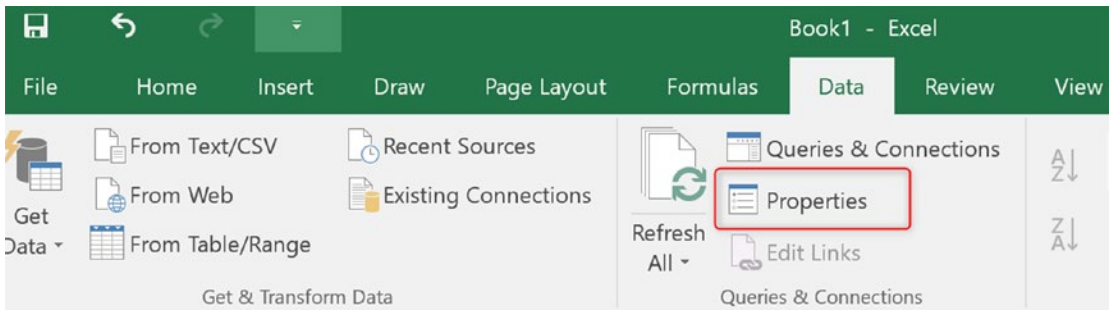 Book1 - Excel
File Home Insert Draw Page Layout Formulas Data Review View
Get Data
From Text/CSV
From Web
From Table/Range
Recent Sources
Existing Connections
Get & Transform Data
Refresh All
Queries & Connections
Properties
Edit Links
Queries & Connections
A
Z
Z
A